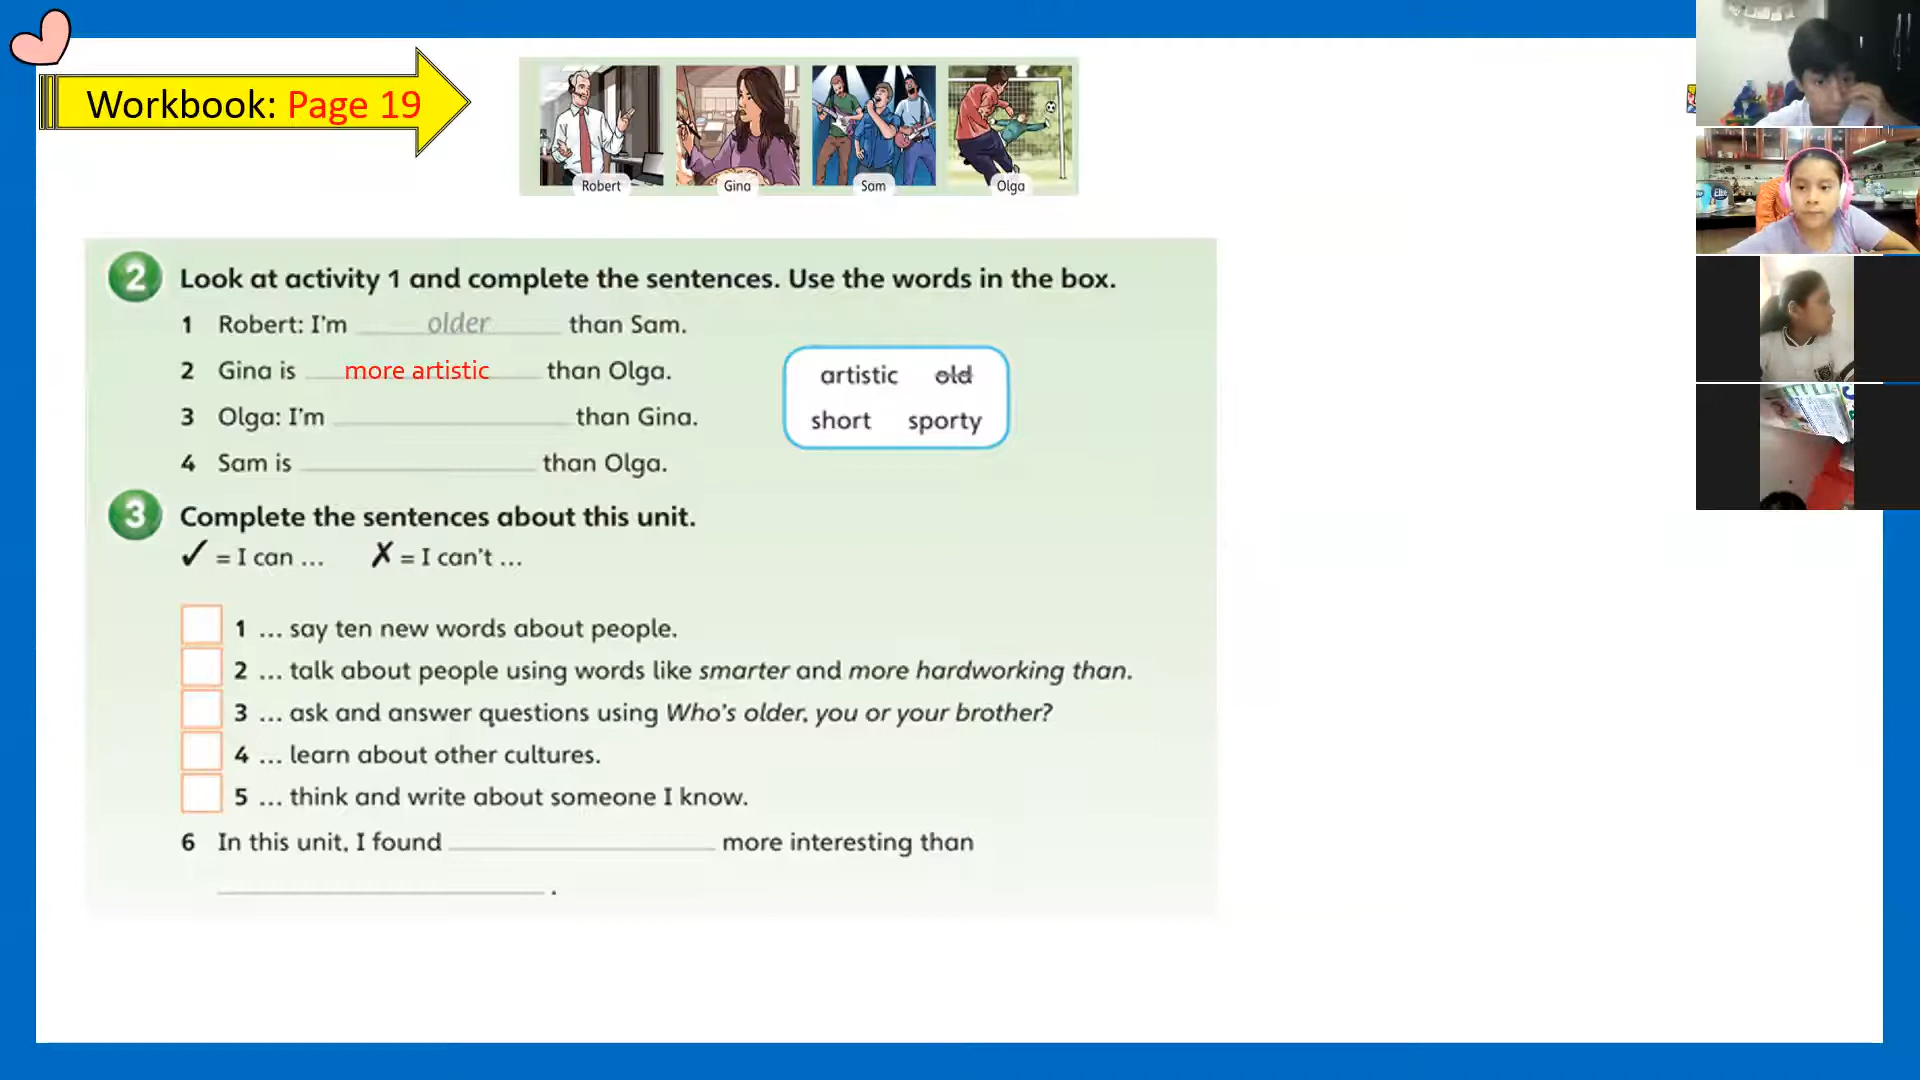 Workbook: Page 19
Robert
Gina
Sam
Olga
2 Look at activity 1 and complete the sentences. Use the words in the box.
1 Robert: I'm older than Sam.
2 Gina is more artistic than Olga.
3 Olga: I'm ____ than Gina.
4 Sam is ____ than Olga.
artistic old
short sporty
3 Complete the sentences about this unit.
✓ = I can ... ✗ = I can't ...
1 ... say ten new words about people.
2 ... talk about people using words like smarter and more hardworking than.
3 ... ask and answer questions using Who's older, you or your brother?
4 ... learn about other cultures.
5 ... think and write about someone I know.
6 In this unit, I found ____ more interesting than
____ .